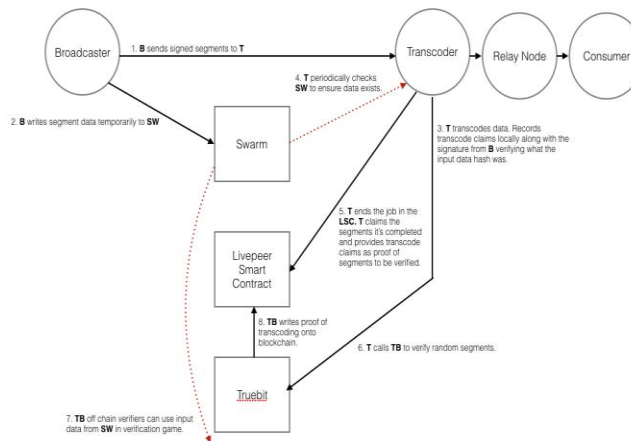 Broadcaster
1. B sends signed segments to T
Transcoder
Relay Node
Consumer
4. T periodically checks
SW to ensure data exists.
2. B writes segment data temporarily to SW
Swarm
3. T transcodes data. Records
transcode claims locally along with the
signature from B verifying what the
input data hash was.
5. T ends the job in the
LSC. T claims the
segments it's completed
and provides transcode
claims as proof of
segments to be verified.
Livepeer
Smart
Contract
8. TB writes proof of
transcoding onto
blockchain.
6. T calls TB to verify random segments.
Truebit
7. TB off chain verifiers can use input
data from SW in verification game.